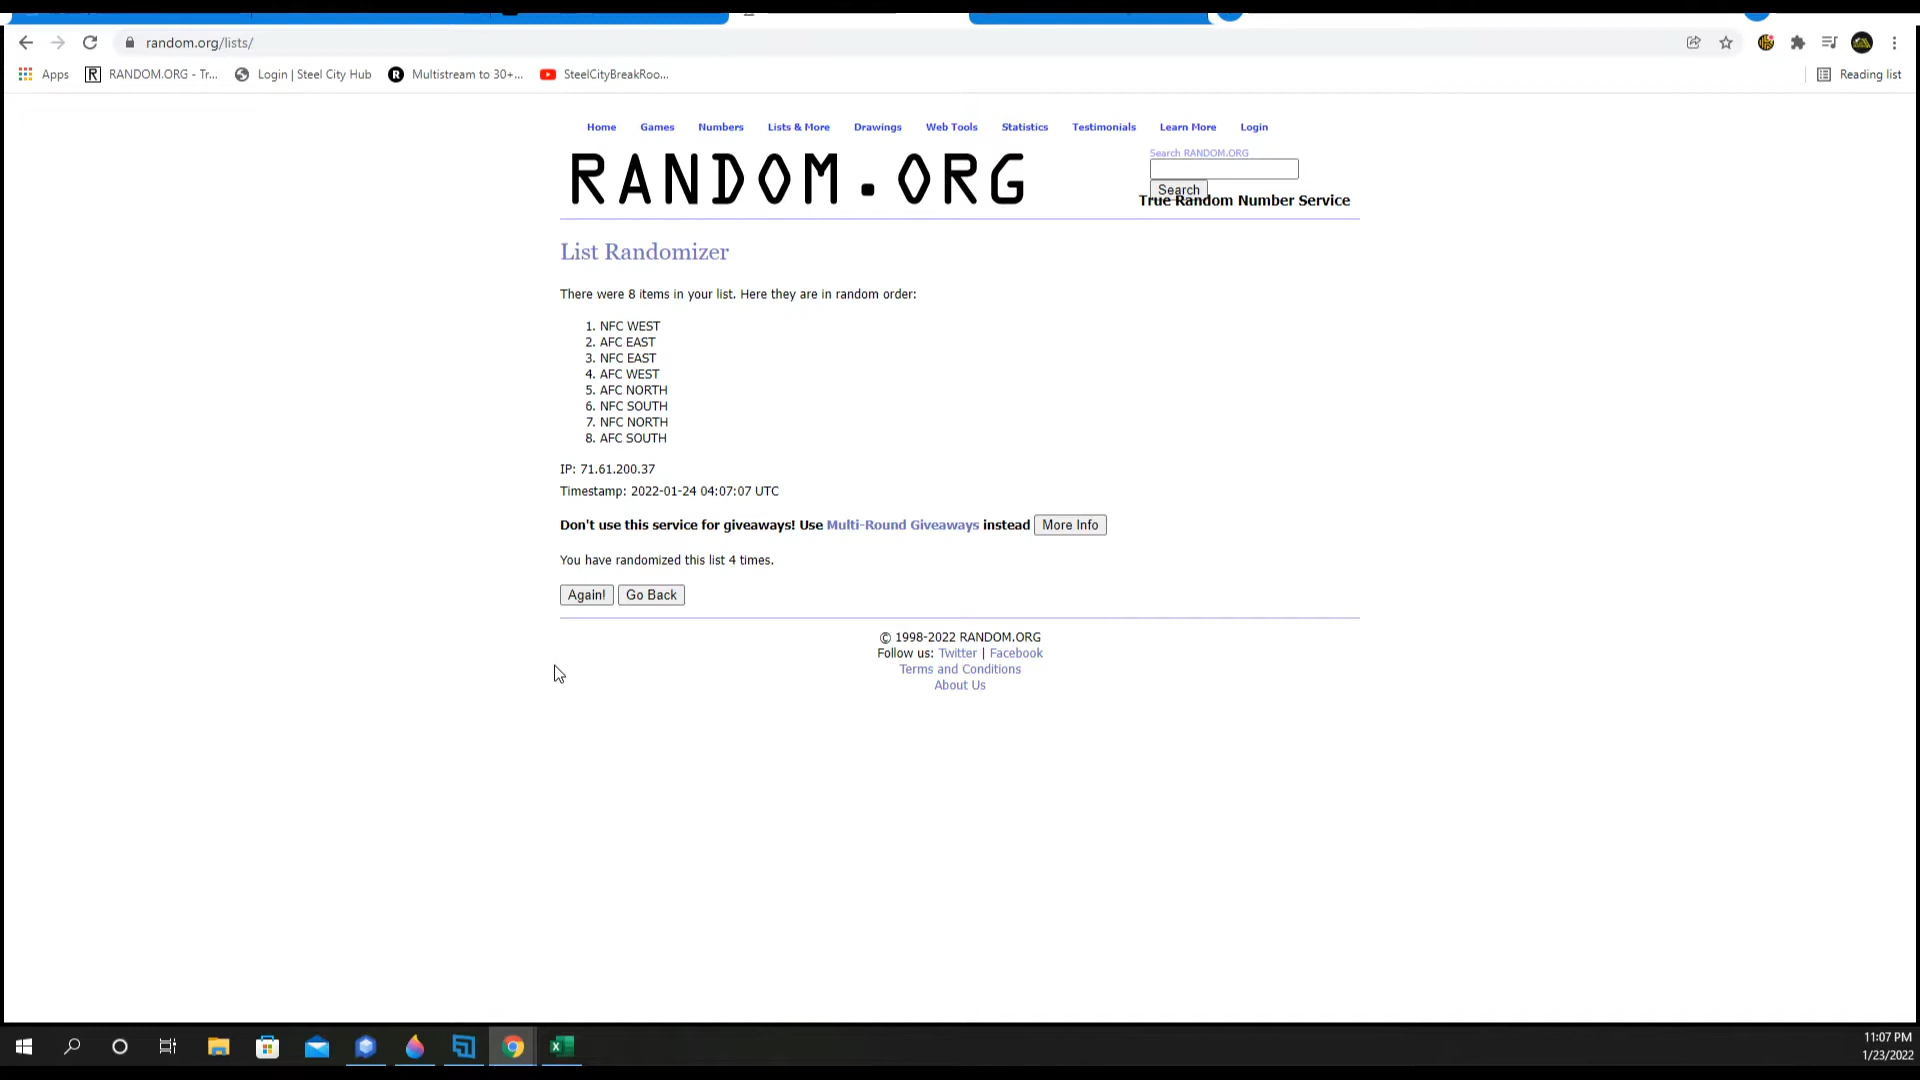 random.org/lists/
Apps
RANDOM.ORG - Tr...
Login | Steel City Hub
Multistream to 30+...
SteelCityBreakRoo...
Reading list
Home Games Numbers Lists & More Drawings Web Tools Statistics Testimonials Learn More Login
RANDOM.ORG
Search RANDOM.ORG
Search
True Random Number Service
List Randomizer
There were 8 items in your list. Here they are in random order:
1. NFC WEST
2. AFC EAST
3. NFC EAST
4. AFC WEST
5. AFC NORTH
6. NFC SOUTH
7. NFC NORTH
8. AFC SOUTH
IP: 71.61.200.37
Timestamp: 2022-01-24 04:07:07 UTC
Don't use this service for giveaways! Use Multi-Round Giveaways instead More Info
You have randomized this list 4 times.
Again! Go Back
© 1998-2022 RANDOM.ORG
Follow us: Twitter | Facebook
Terms and Conditions
About Us
11:07 PM
1/23/2022